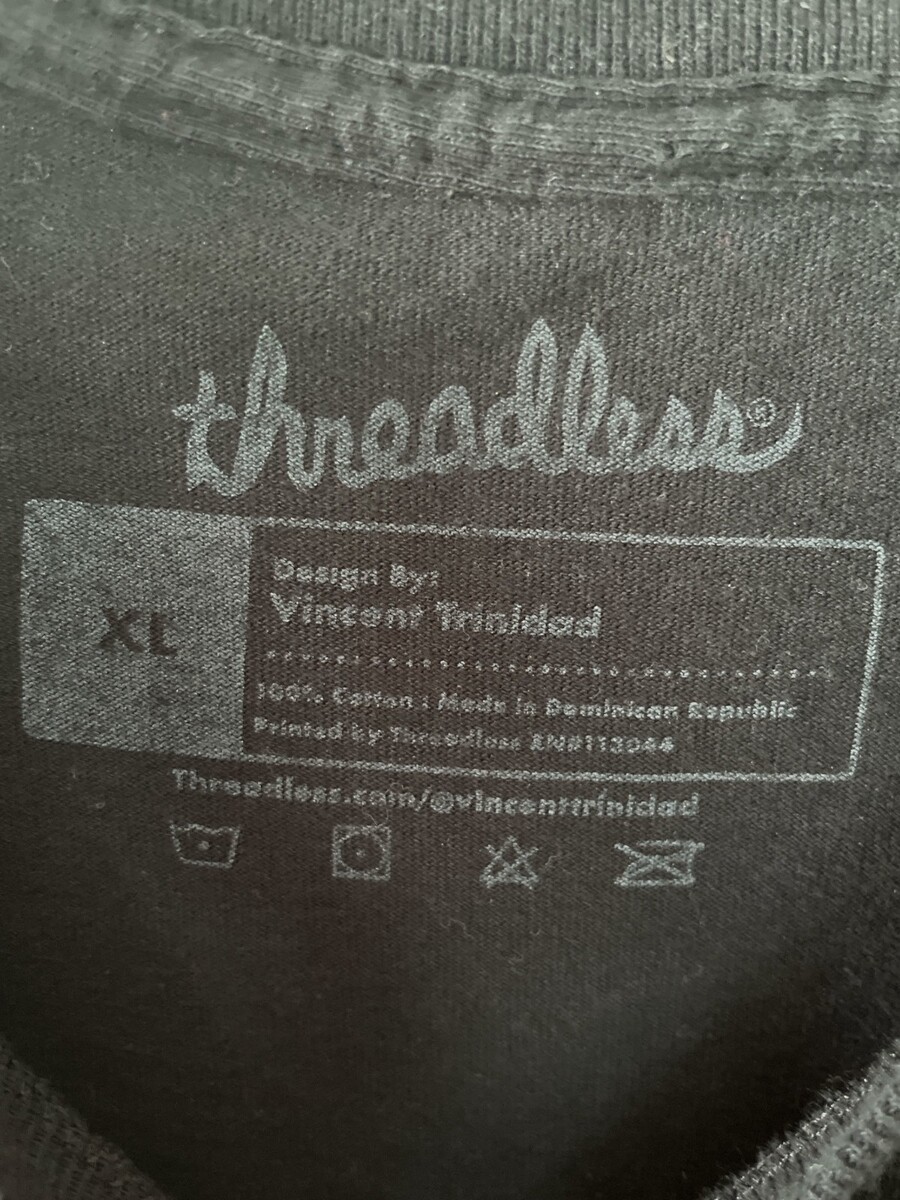 threadless®
XL
Design By:
Vincent Trinidad
100% Cotton : Made in Dominican Republic
Printed by Threadless RN#113044
Threadless.com/@vincenttrinidad